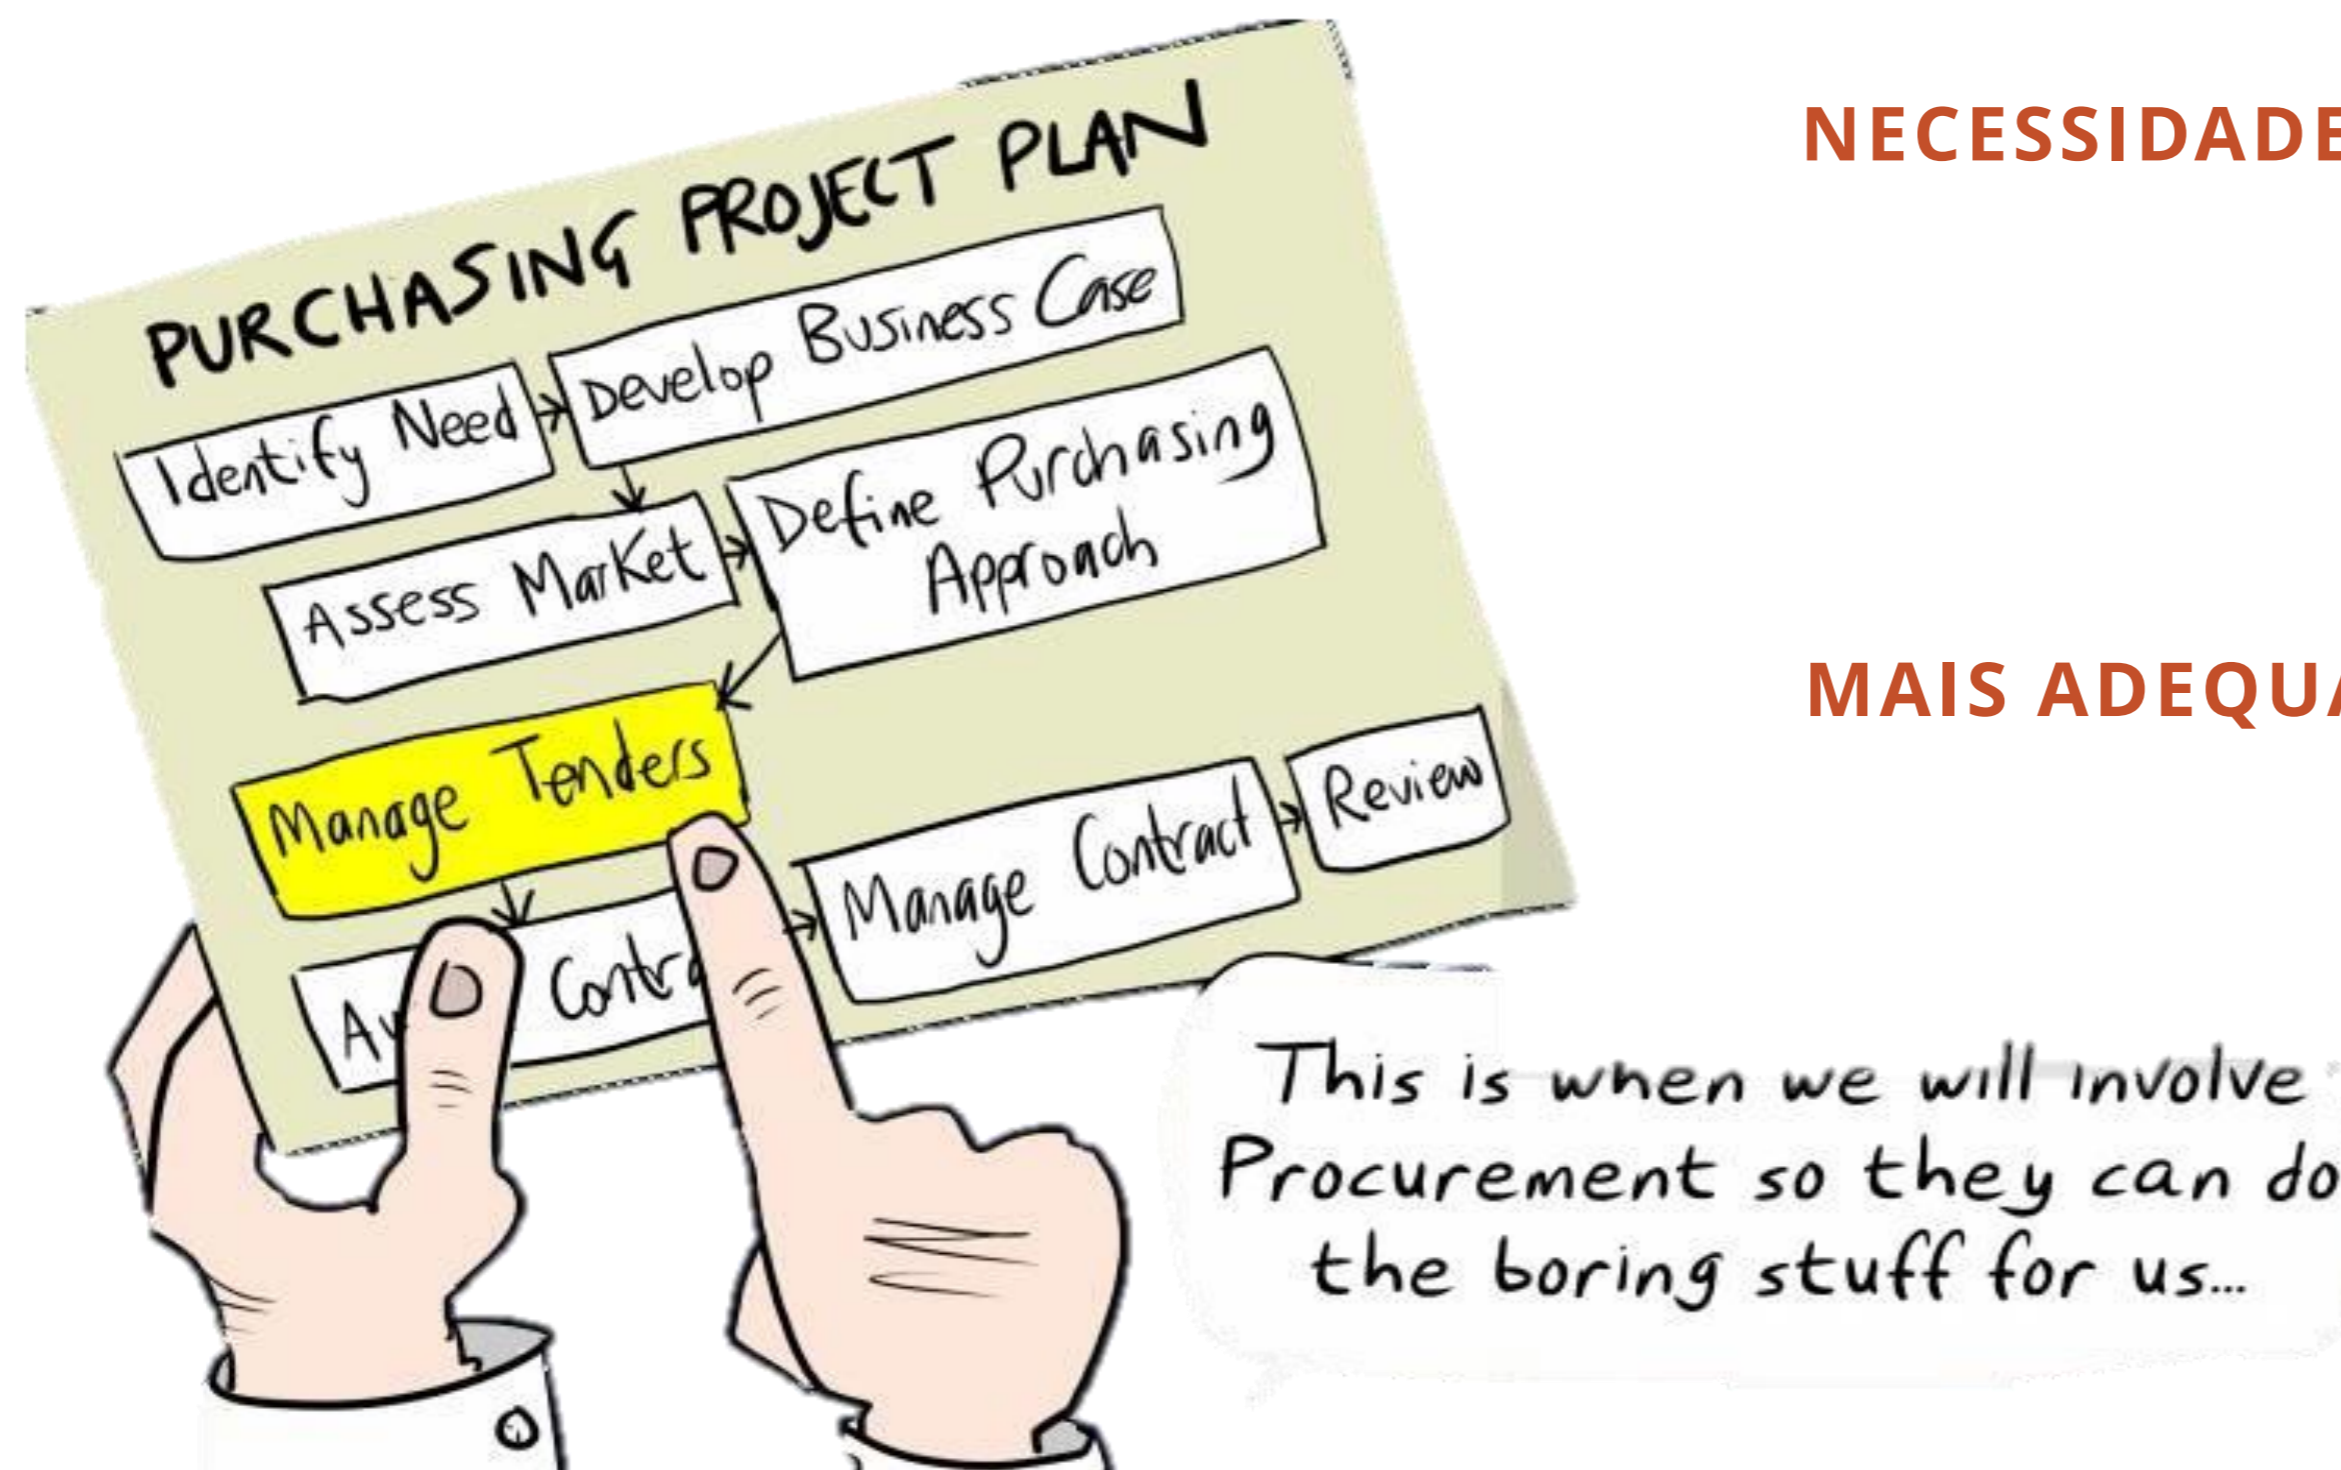 PURCHASING PROJECT PLAN
Identify Need
Develop Business Case
Assess Market
Define Purchasing
Approach
Manage Tenders
Manage Contract
Review
This is when we will involve
Procurement so they can do
the boring stuff for us...
NECESSIDADE
MAIS